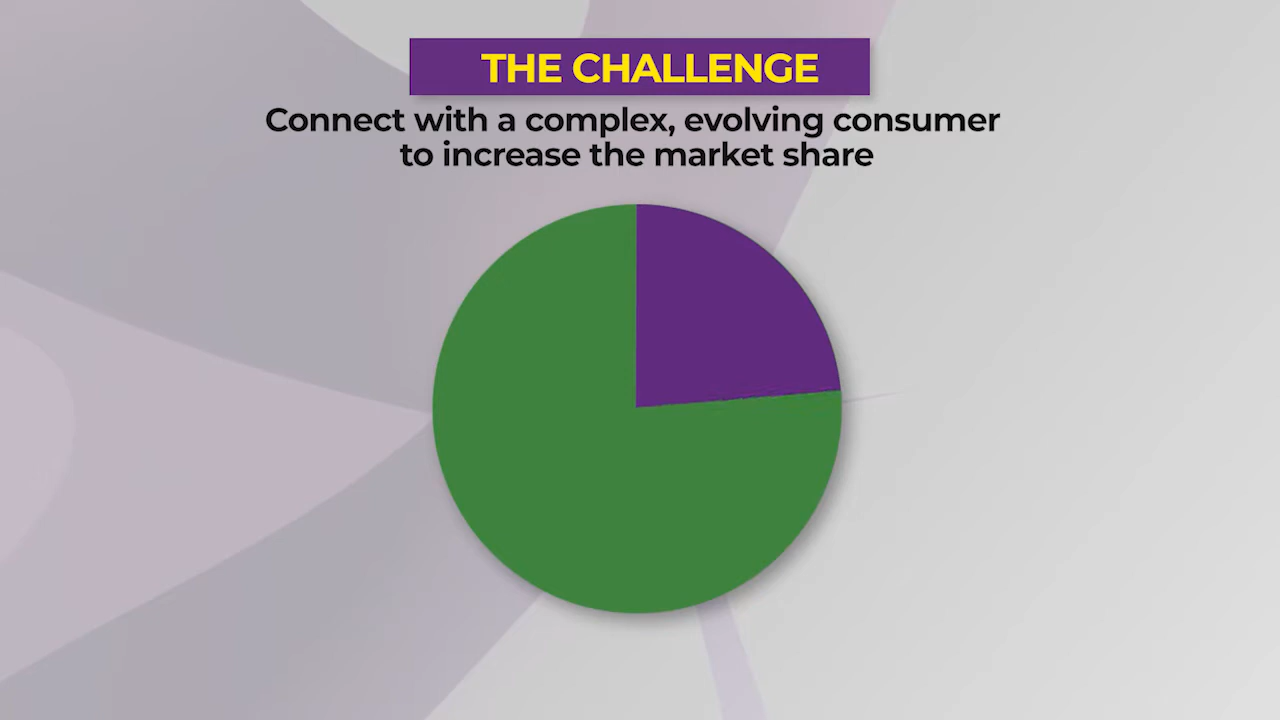 THE CHALLENGE
Connect with a complex, evolving consumer
to increase the market share